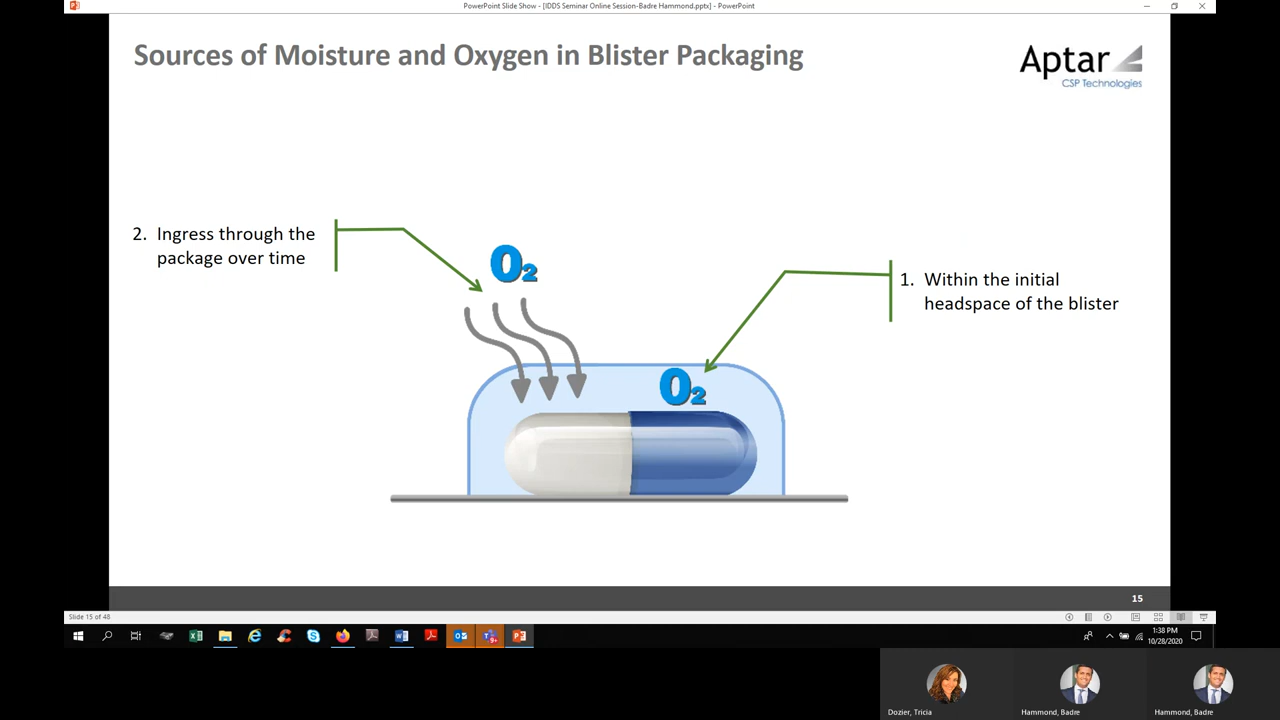 PowerPoint Slide Show - [IDDS Seminar Online Session-Badre Hammond.pptx] - PowerPoint
Sources of Moisture and Oxygen in Blister Packaging
Aptar
CSP Technologies
2. Ingress through the
package over time
O2
1. Within the initial
headspace of the blister
O2
15
Slide 15 of 48
1:38 PM
10/28/2020
Dozier, Tricia
Hammond, Badre
Hammond, Badre